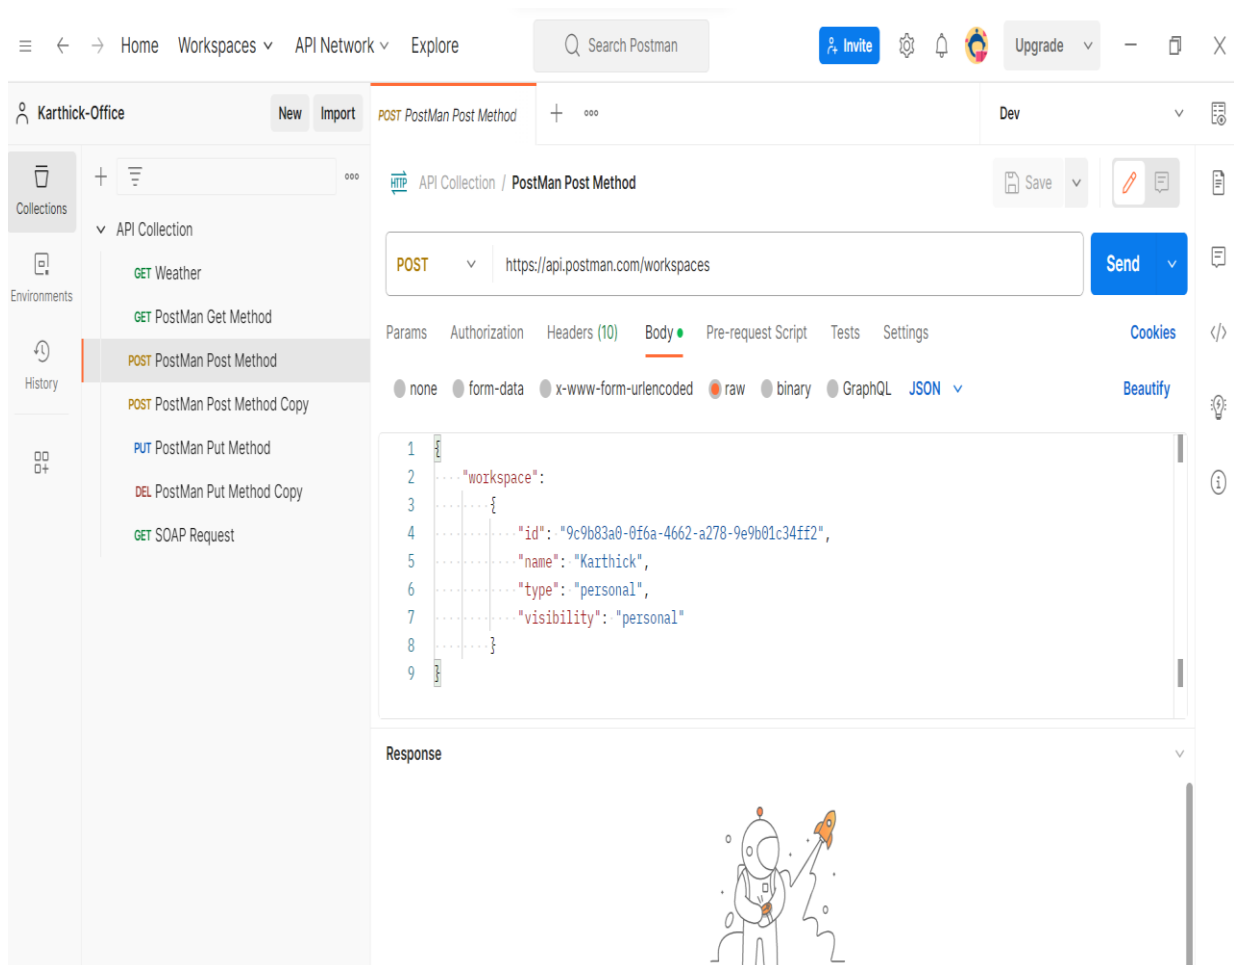 Home Workspaces API Network Explore Search Postman Invite Upgrade
Karthick-Office New Import POST PostMan Post Method Dev
Collections
Environments
History
API Collection
GET Weather
GET PostMan Get Method
POST PostMan Post Method
POST PostMan Post Method Copy
PUT PostMan Put Method
DEL PostMan Put Method Copy
GET SOAP Request
HTTP API Collection / PostMan Post Method Save
POST https://api.postman.com/workspaces Send
Params Authorization Headers (10) Body Pre-request Script Tests Settings Cookies
none form-data x-www-form-urlencoded raw binary GraphQL JSON Beautify
1 {
2 "workspace":
3 {
4 "id": "9c9b83a0-0f6a-4662-a278-9e9b01c34ff2",
5 "name": "Karthick",
6 "type": "personal",
7 "visibility": "personal"
8 }
9 }
Response